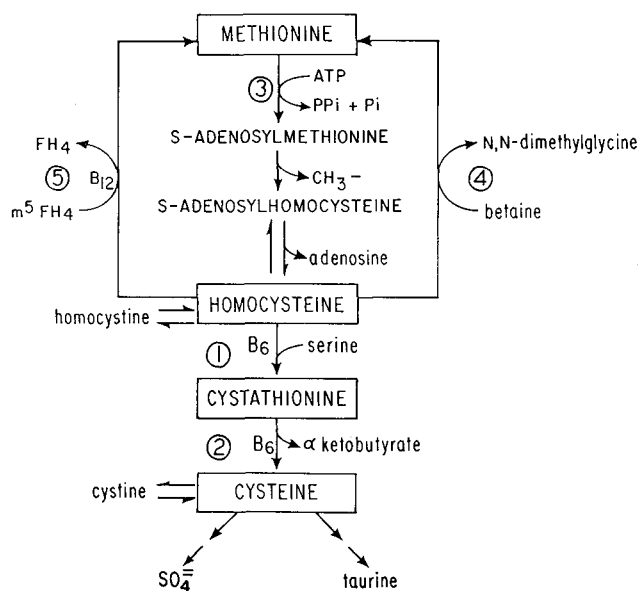 METHIONINE
③
ATP
PPi + Pi
FH4
S-ADENOSYLMETHIONINE
N,N-dimethylglycine
⑤ B12
CH3-
④
m5 FH4
S-ADENOSYLHOMOCYSTEINE
betaine
adenosine
HOMOCYSTEINE
homocystine
① B6 serine
CYSTATHIONINE
② B6 α ketobutyrate
cystine
CYSTEINE
SO4=
taurine